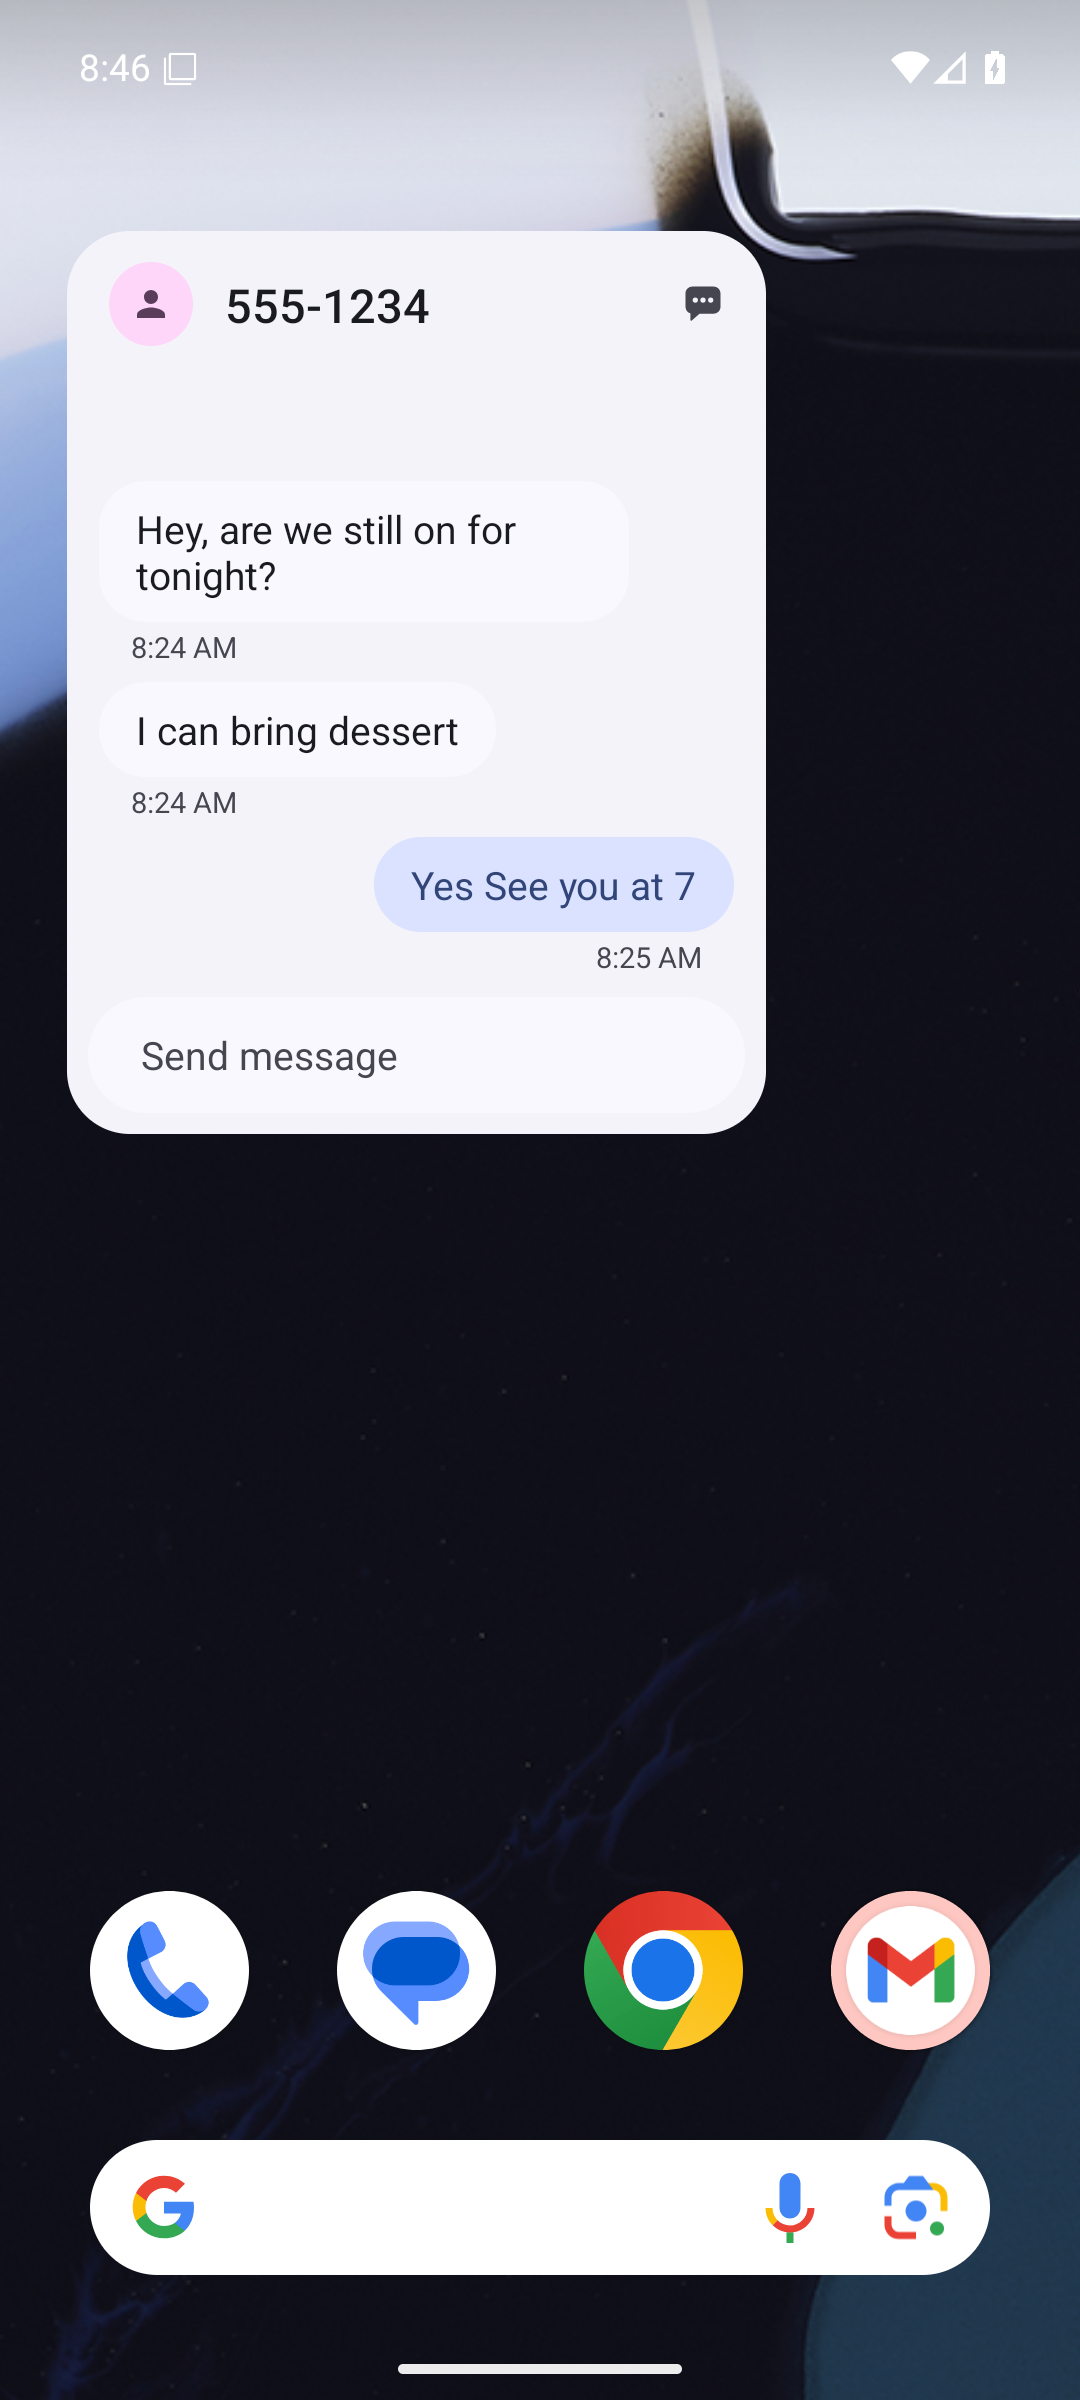 8:46
555-1234
Hey, are we still on for
tonight?
8:24 AM
I can bring dessert
8:24 AM
Yes See you at 7
8:25 AM
Send message